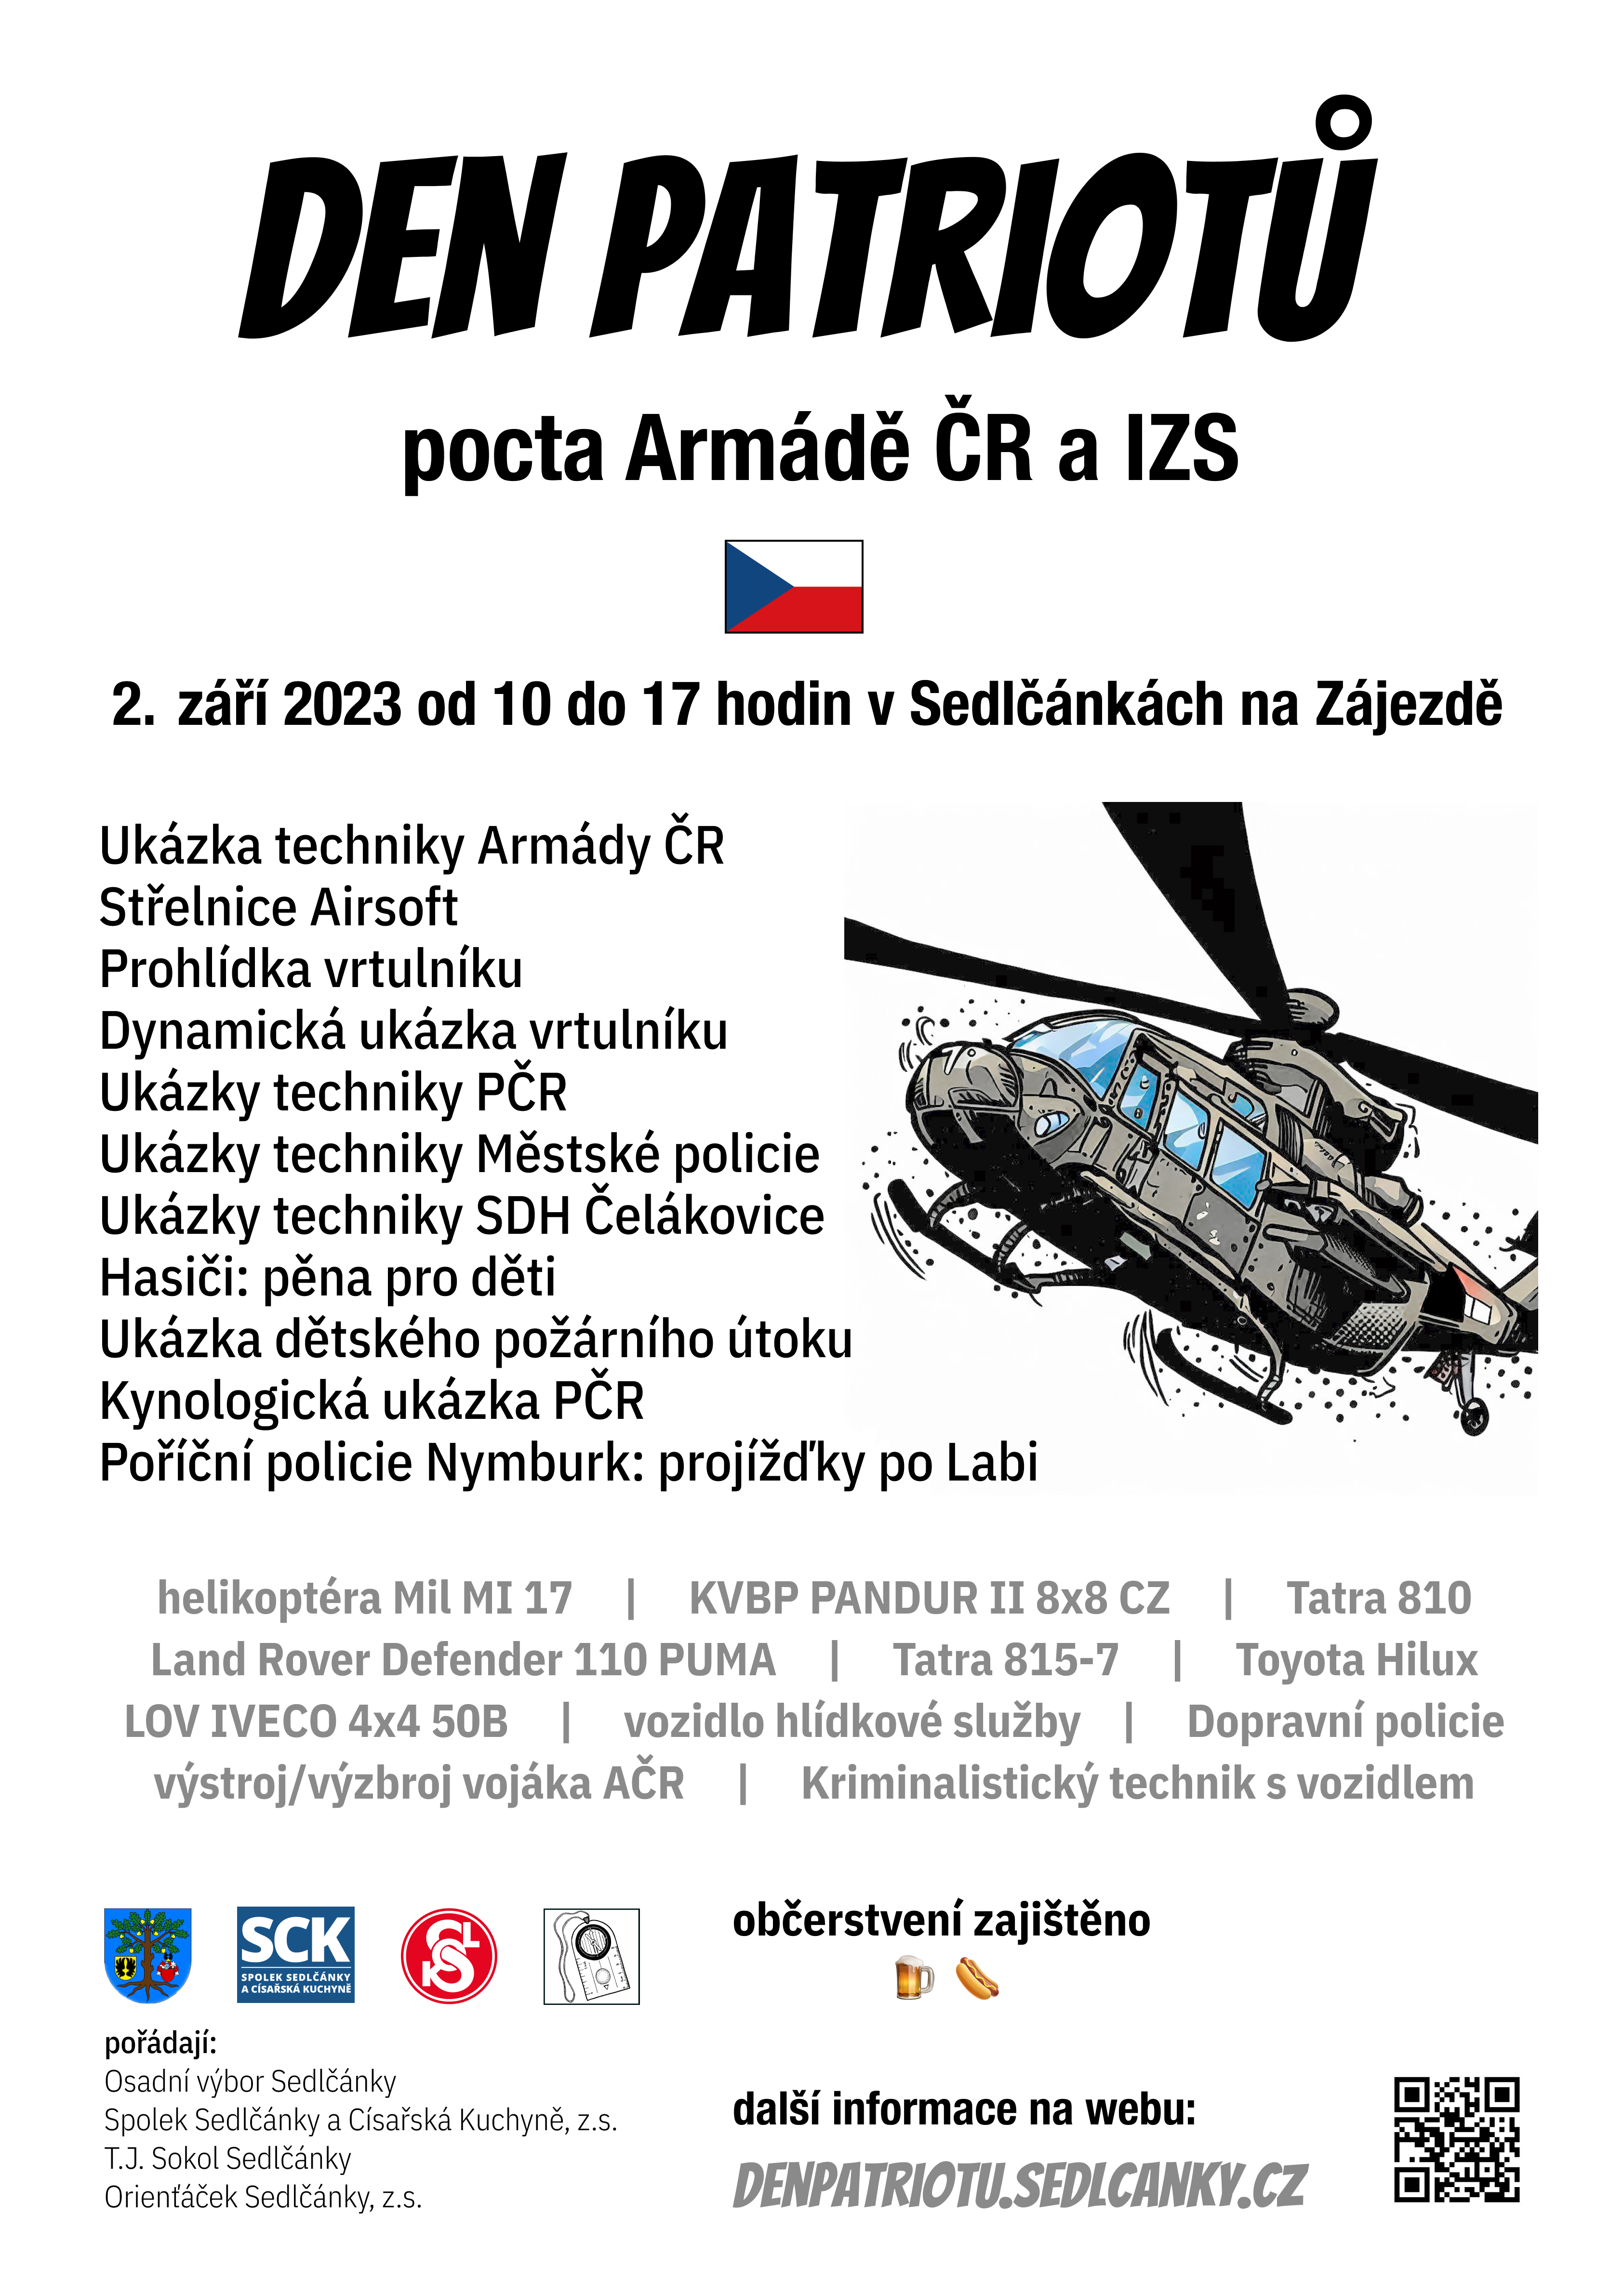 DEN PATRIOTŮ
pocta Armádě ČR a IZS
2. září 2023 od 10 do 17 hodin v Sedlčánkách na Zájezdě
Ukázka techniky Armády ČR
Střelnice Airsoft
Prohlídka vrtulníku
Dynamická ukázka vrtulníku
Ukázky techniky PČR
Ukázky techniky Městské policie
Ukázky techniky SDH Čelákovice
Hasiči: pěna pro děti
Ukázka dětského požárního útoku
Kynologická ukázka PČR
Poříční policie Nymburk: projížďky po Labi
helikoptéra Mil MI 17 | KVBP PANDUR II 8x8 CZ | Tatra 810
Land Rover Defender 110 PUMA | Tatra 815-7 | Toyota Hilux
LOV IVECO 4x4 50B | vozidlo hlídkové služby | Dopravní policie
výstroj/výzbroj vojáka AČR | Kriminalistický technik s vozidlem
SCK
SPOLEK SEDLČÁNKY
A CÍSAŘSKÁ KUCHYNĚ
občerstvení zajištěno
pořádají:
Osadní výbor Sedlčánky
Spolek Sedlčánky a Císařská Kuchyně, z.s.
T.J. Sokol Sedlčánky
Orienťáček Sedlčánky, z.s.
další informace na webu:
DENPATRIOTU.SEDLCANKY.CZ